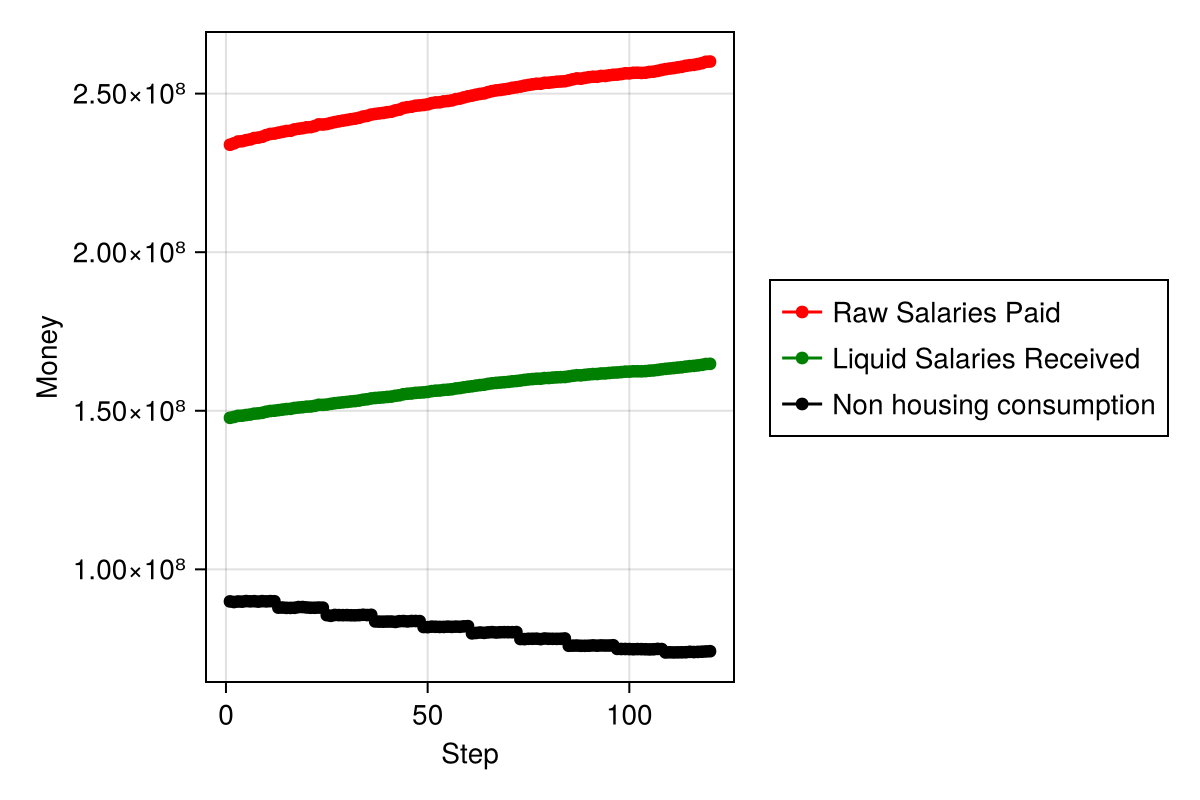 2.50×10⁸
2.00×10⁸
1.50×10⁸
1.00×10⁸
Money
0 50 100
Step
Raw Salaries Paid
Liquid Salaries Received
Non housing consumption